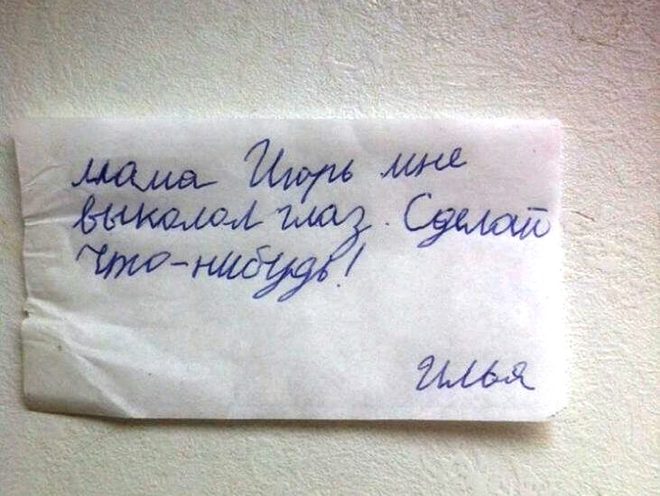 мама Игорь мне
выколол глаз. Сделай
что-нибудь!
Илья